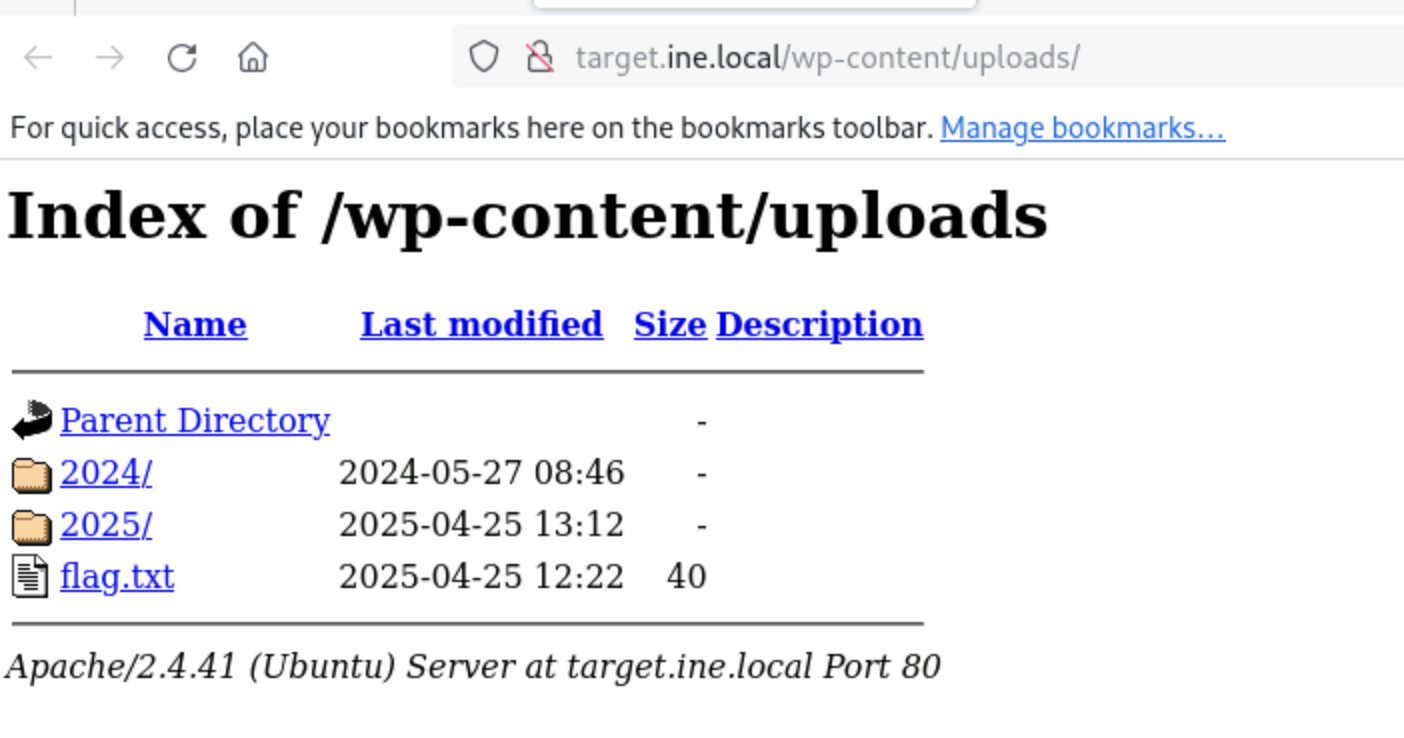 target.ine.local/wp-content/uploads/
For quick access, place your bookmarks here on the bookmarks toolbar. Manage bookmarks...
Index of /wp-content/uploads
Name Last modified Size Description
Parent Directory -
2024/ 2024-05-27 08:46 -
2025/ 2025-04-25 13:12 -
flag.txt 2025-04-25 12:22 40
Apache/2.4.41 (Ubuntu) Server at target.ine.local Port 80